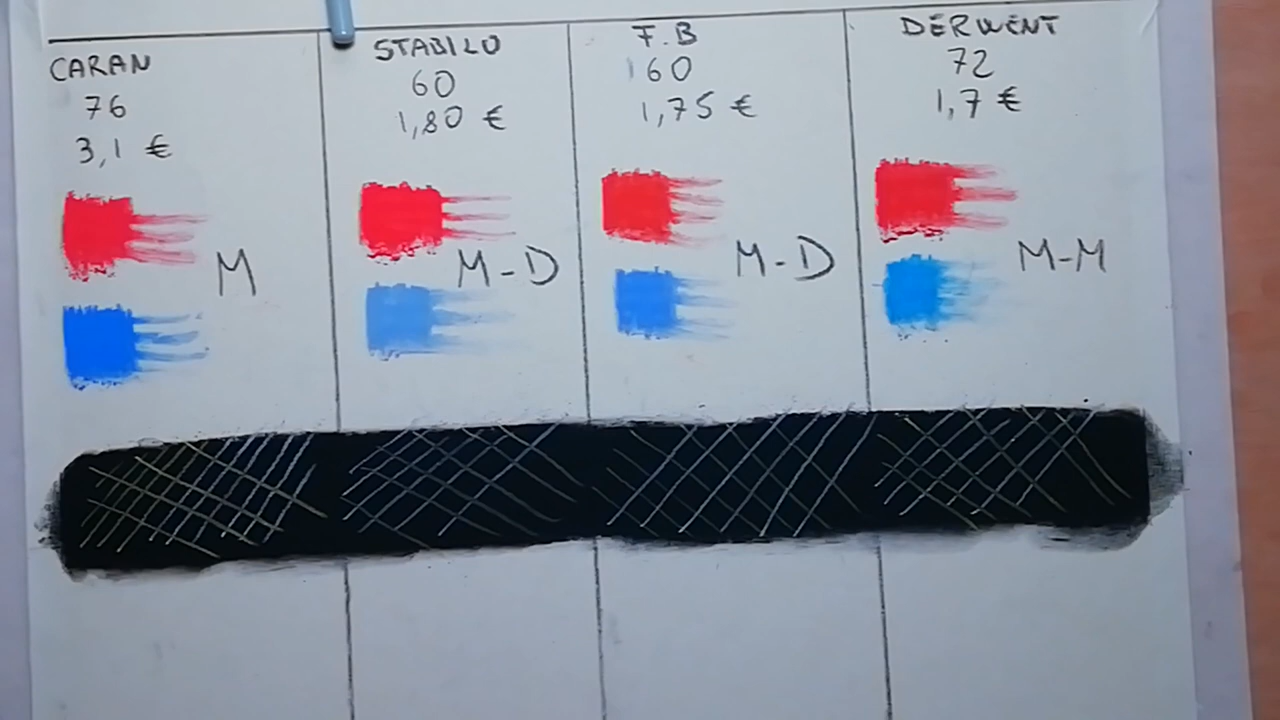 CARAN
76
3,1 €
M
STABILO
60
1,80 €
M-D
F.B
160
1,75 €
M-D
DERWENT
72
1,7 €
M-M